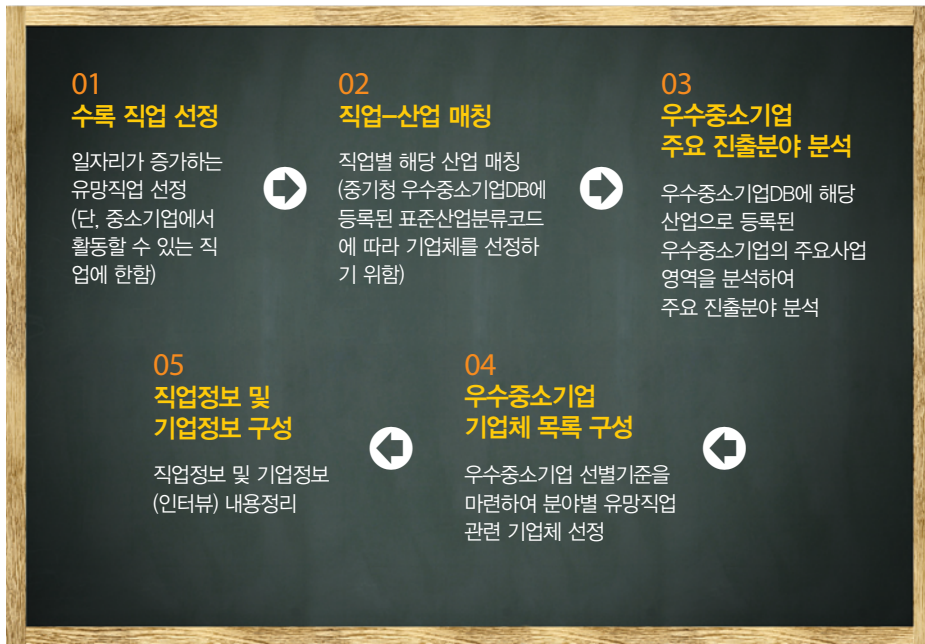 01
수록 직업 선정
일자리가 증가하는
유망직업 선정
(단, 중소기업에서
활동할 수 있는 직
업에 한함)
02
직업-산업 매칭
직업별 해당 산업 매칭
(중기청 우수중소기업DB에
등록된 표준산업분류코드
에 따라 기업체를 선정하
기 위함)
03
우수중소기업
주요 진출분야 분석
우수중소기업DB에 해당
산업으로 등록된
우수중소기업의 주요사업
영역을 분석하여
주요 진출분야 분석
04
우수중소기업
기업체 목록 구성
우수중소기업 선별기준을
마련하여 분야별 유망직업
관련 기업체 선정
05
직업정보 및
기업정보 구성
직업정보 및 기업정보
(인터뷰) 내용정리